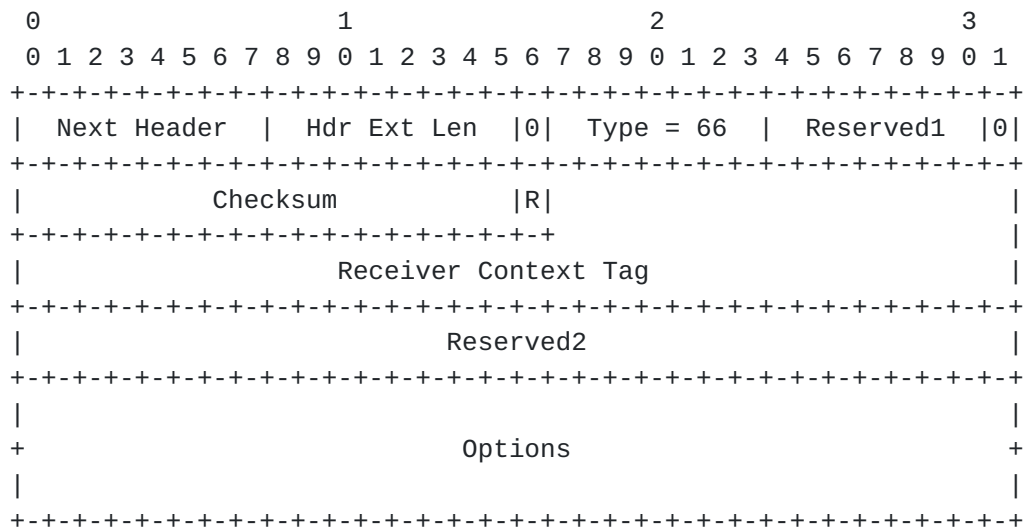 0                   1                   2                   3
 0 1 2 3 4 5 6 7 8 9 0 1 2 3 4 5 6 7 8 9 0 1 2 3 4 5 6 7 8 9 0 1
+-+-+-+-+-+-+-+-+-+-+-+-+-+-+-+-+-+-+-+-+-+-+-+-+-+-+-+-+-+-+-+-+
|  Next Header  |  Hdr Ext Len  |0|  Type = 66  |  Reserved1  |0|
+-+-+-+-+-+-+-+-+-+-+-+-+-+-+-+-+-+-+-+-+-+-+-+-+-+-+-+-+-+-+-+-+
|            Checksum           |R|                             |
+-+-+-+-+-+-+-+-+-+-+-+-+-+-+-+-+-+                             |
|                    Receiver Context Tag                       |
+-+-+-+-+-+-+-+-+-+-+-+-+-+-+-+-+-+-+-+-+-+-+-+-+-+-+-+-+-+-+-+-+
|                           Reserved2                           |
+-+-+-+-+-+-+-+-+-+-+-+-+-+-+-+-+-+-+-+-+-+-+-+-+-+-+-+-+-+-+-+-+
|                                                               |
+                            Options                            +
|                                                               |
+-+-+-+-+-+-+-+-+-+-+-+-+-+-+-+-+-+-+-+-+-+-+-+-+-+-+-+-+-+-+-+-+